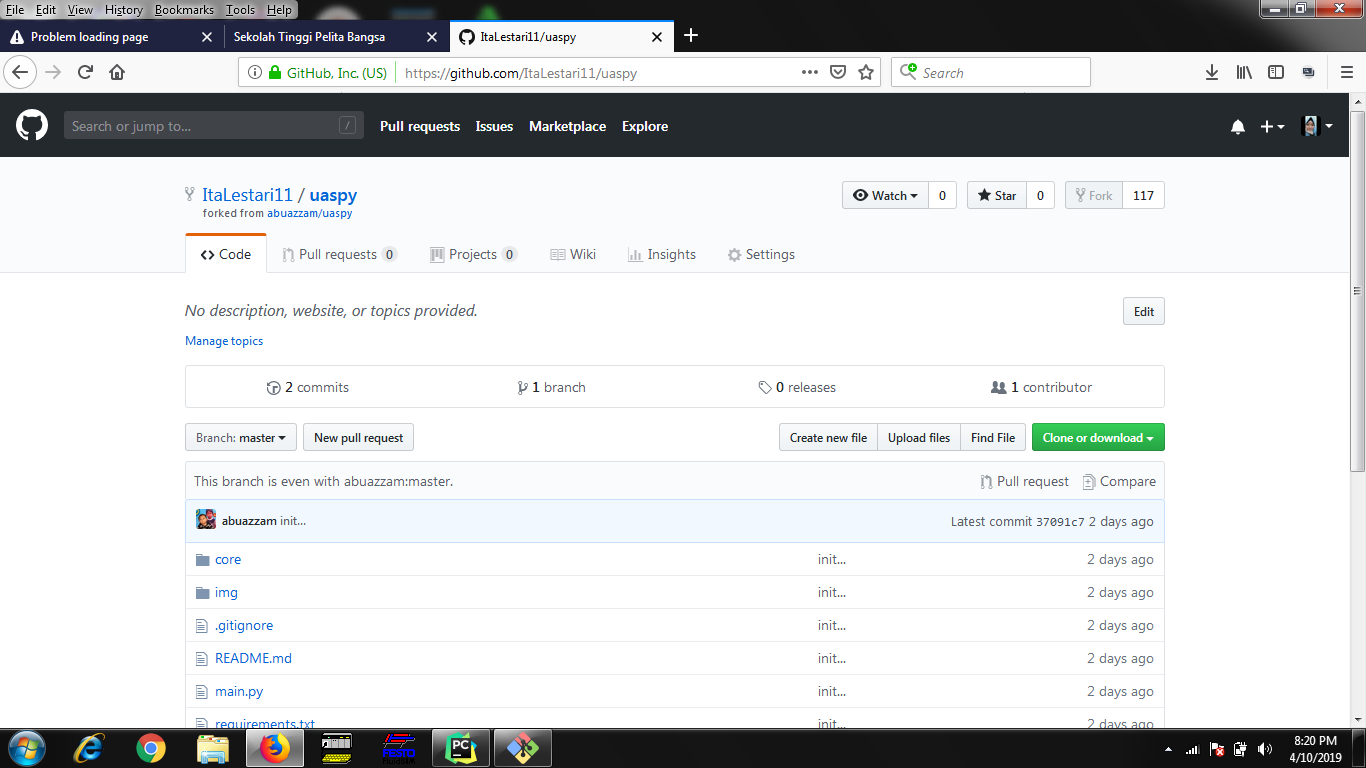 File Edit View History Bookmarks Tools Help
Problem loading page
Sekolah Tinggi Pelita Bangsa
ItaLestari11/uaspy
GitHub, Inc. (US)
https://github.com/ItaLestari11/uaspy
Search
Search or jump to...
/
Pull requests Issues Marketplace Explore
ItaLestari11 / uaspy
forked from abuazzam/uaspy
Watch 0
Star 0
Fork 117
Code
Pull requests 0
Projects 0
Wiki
Insights
Settings
No description, website, or topics provided.
Edit
Manage topics
2 commits
1 branch
0 releases
1 contributor
Branch: master
New pull request
Create new file
Upload files
Find File
Clone or download
This branch is even with abuazzam:master.
Pull request
Compare
abuazzam init...
Latest commit 37091c7 2 days ago
core init... 2 days ago
img init... 2 days ago
.gitignore init... 2 days ago
README.md init... 2 days ago
main.py init... 2 days ago
requirements.txt init... 2 days ago
PC
FESTO
8:20 PM
4/10/2019